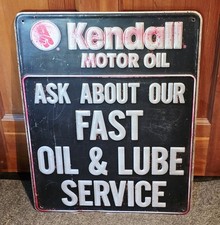 Kendall
MOTOR OIL
ASK ABOUT OUR
FAST
OIL & LUBE
SERVICE